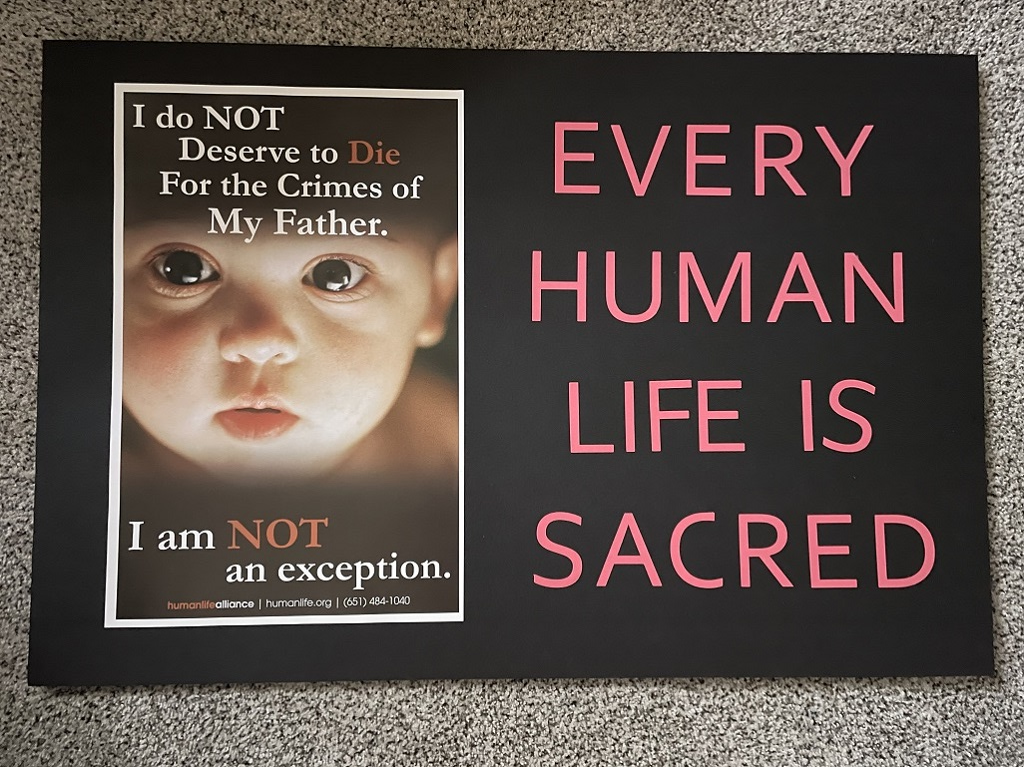 I do NOT
Deserve to Die
For the Crimes of
My Father.
I am NOT
an exception.
humanlifealliance | humanlife.org | (651) 484-1040
EVERY
HUMAN
LIFE IS
SACRED